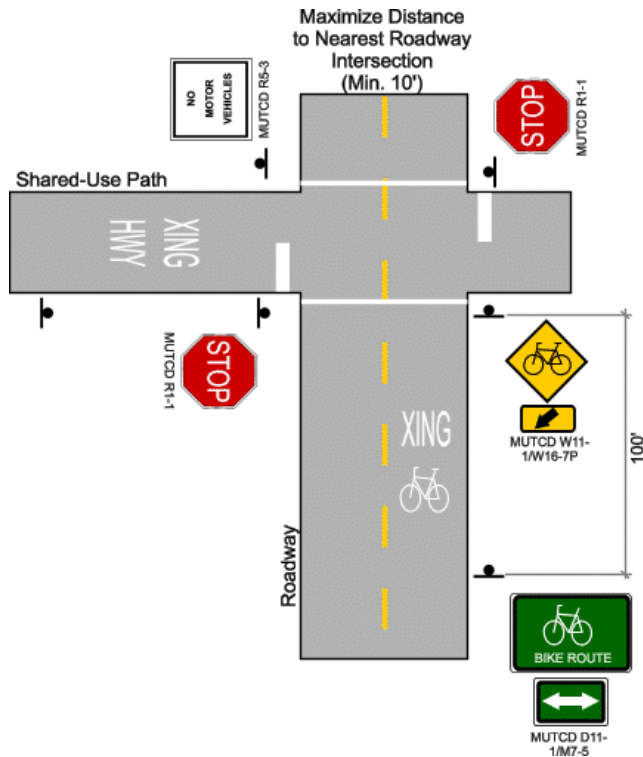 Maximize Distance
to Nearest Roadway
Intersection
(Min. 10')
NO
MOTOR
VEHICLES
MUTCD R5-3
STOP
MUTCD R1-1
Shared-Use Path
XING
HWY
STOP
MUTCD R1-1
XING
MUTCD W11-
1/W16-7P
100'
Roadway
BIKE ROUTE
MUTCD D11-
1/M7-5